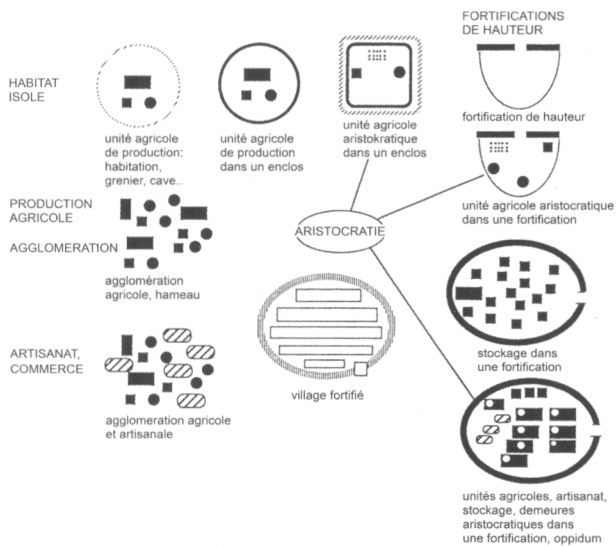 FORTIFICATIONS
DE HAUTEUR
HABITAT
ISOLE
unité agricole
de production:
habitation,
grenier, cave..
unité agricole
de production
dans un enclos
unité agricole
aristokratique
dans un enclos
fortification de hauteur
unité agricole aristocratique
dans une fortification
PRODUCTION
AGRICOLE
AGGLOMERATION
agglomération
agricole, hameau
ARISTOCRATIE
stockage dans
une fortification
ARTISANAT,
COMMERCE
agglomeration agricole
et artisanale
village fortifié
unités agricoles, artisanat,
stockage, demeures
aristocratiques dans
une fortification, oppidum